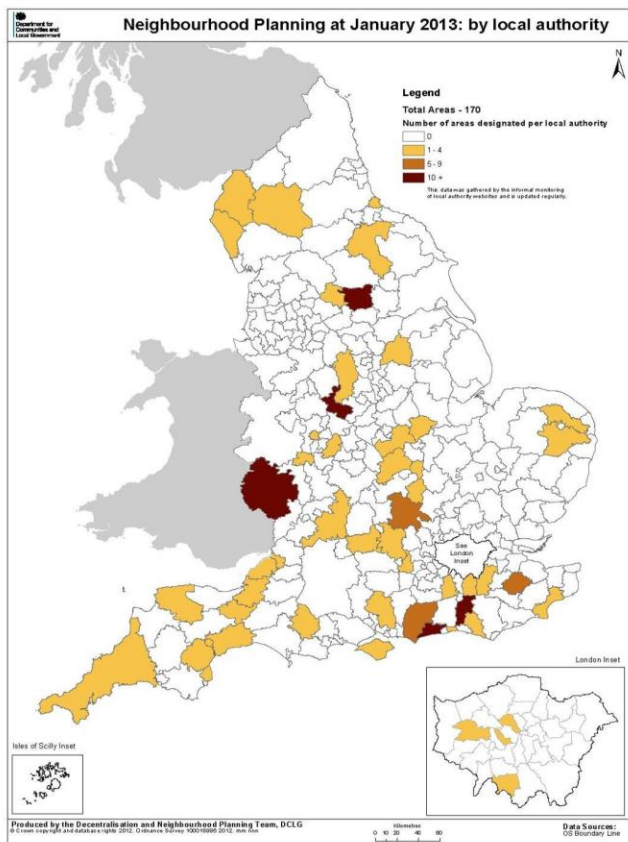 Department for
Communities and
Local Government
Neighbourhood Planning at January 2013: by local authority
N
Legend
Total Areas - 170
Number of areas designated per local authority
0
1 - 4
5 - 9
10 +
This data was gathered by the informal monitoring
of local authority websites and is updated regularly.
See
London
Inset
London Inset
Isles of Scilly Inset
Produced by the Decentralisation and Neighbourhood Planning Team, DCLG
© Crown copyright and database rights 2012. Ordnance Survey 2012.
Kilometres
0 10 20 40 60 80
Data Sources:
OS Boundary Line